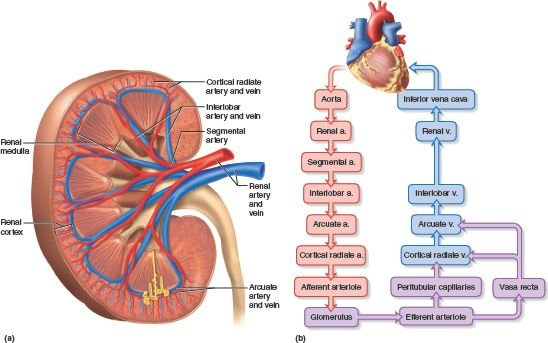 Cortical radiate
artery and vein
Interlobar
artery and vein
Segmental
artery
Renal
medulla
Renal
artery
and
vein
Renal
cortex
Arcuate
artery
and vein
(a)
Aorta
Renal a.
Segmental a.
Interlobar a.
Arcuate a.
Cortical radiate a.
Afferent arteriole
Glomerulus
Inferior vena cava
Renal v.
Interlobar v.
Arcuate v.
Cortical radiate v.
Peritubular capillaries
Vasa recta
Efferent arteriole
(b)